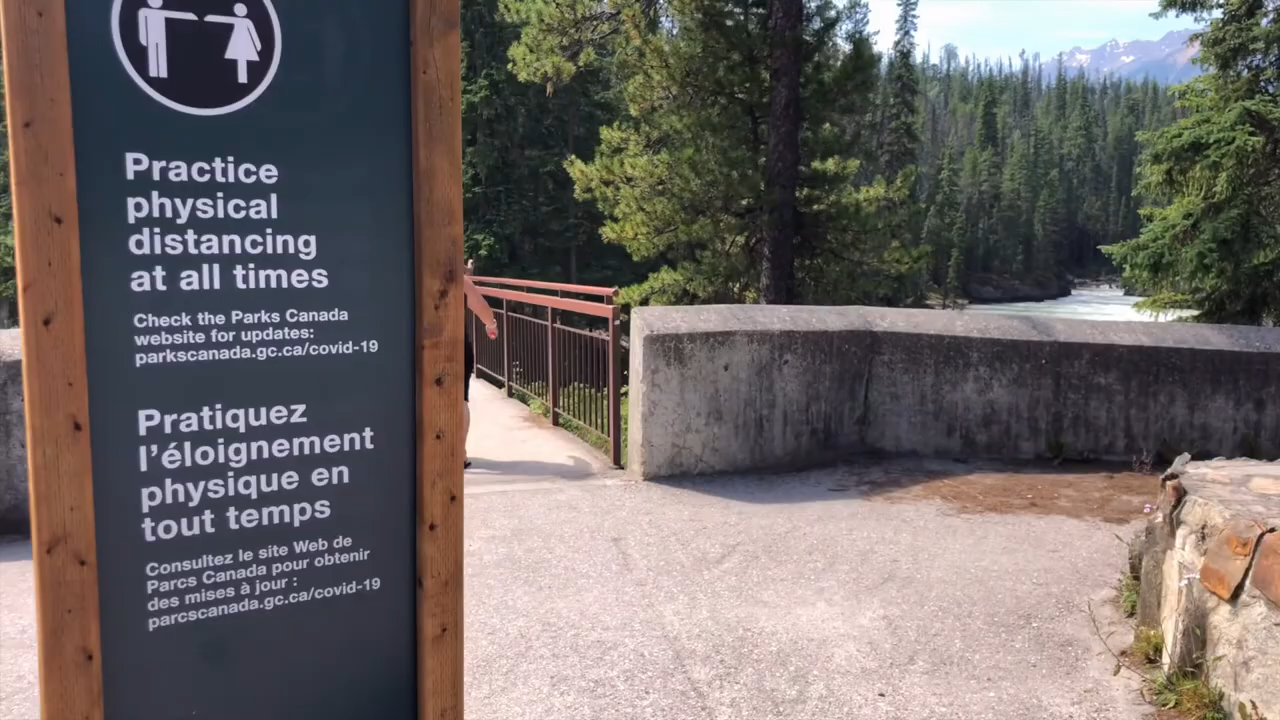 Practice
physical
distancing
at all times
Check the Parks Canada
website for updates:
parkscanada.gc.ca/covid-19
Pratiquez
l'éloignement
physique en
tout temps
Consultez le site Web de
Parcs Canada pour obtenir
des mises à jour :
parcscanada.gc.ca/covid-19